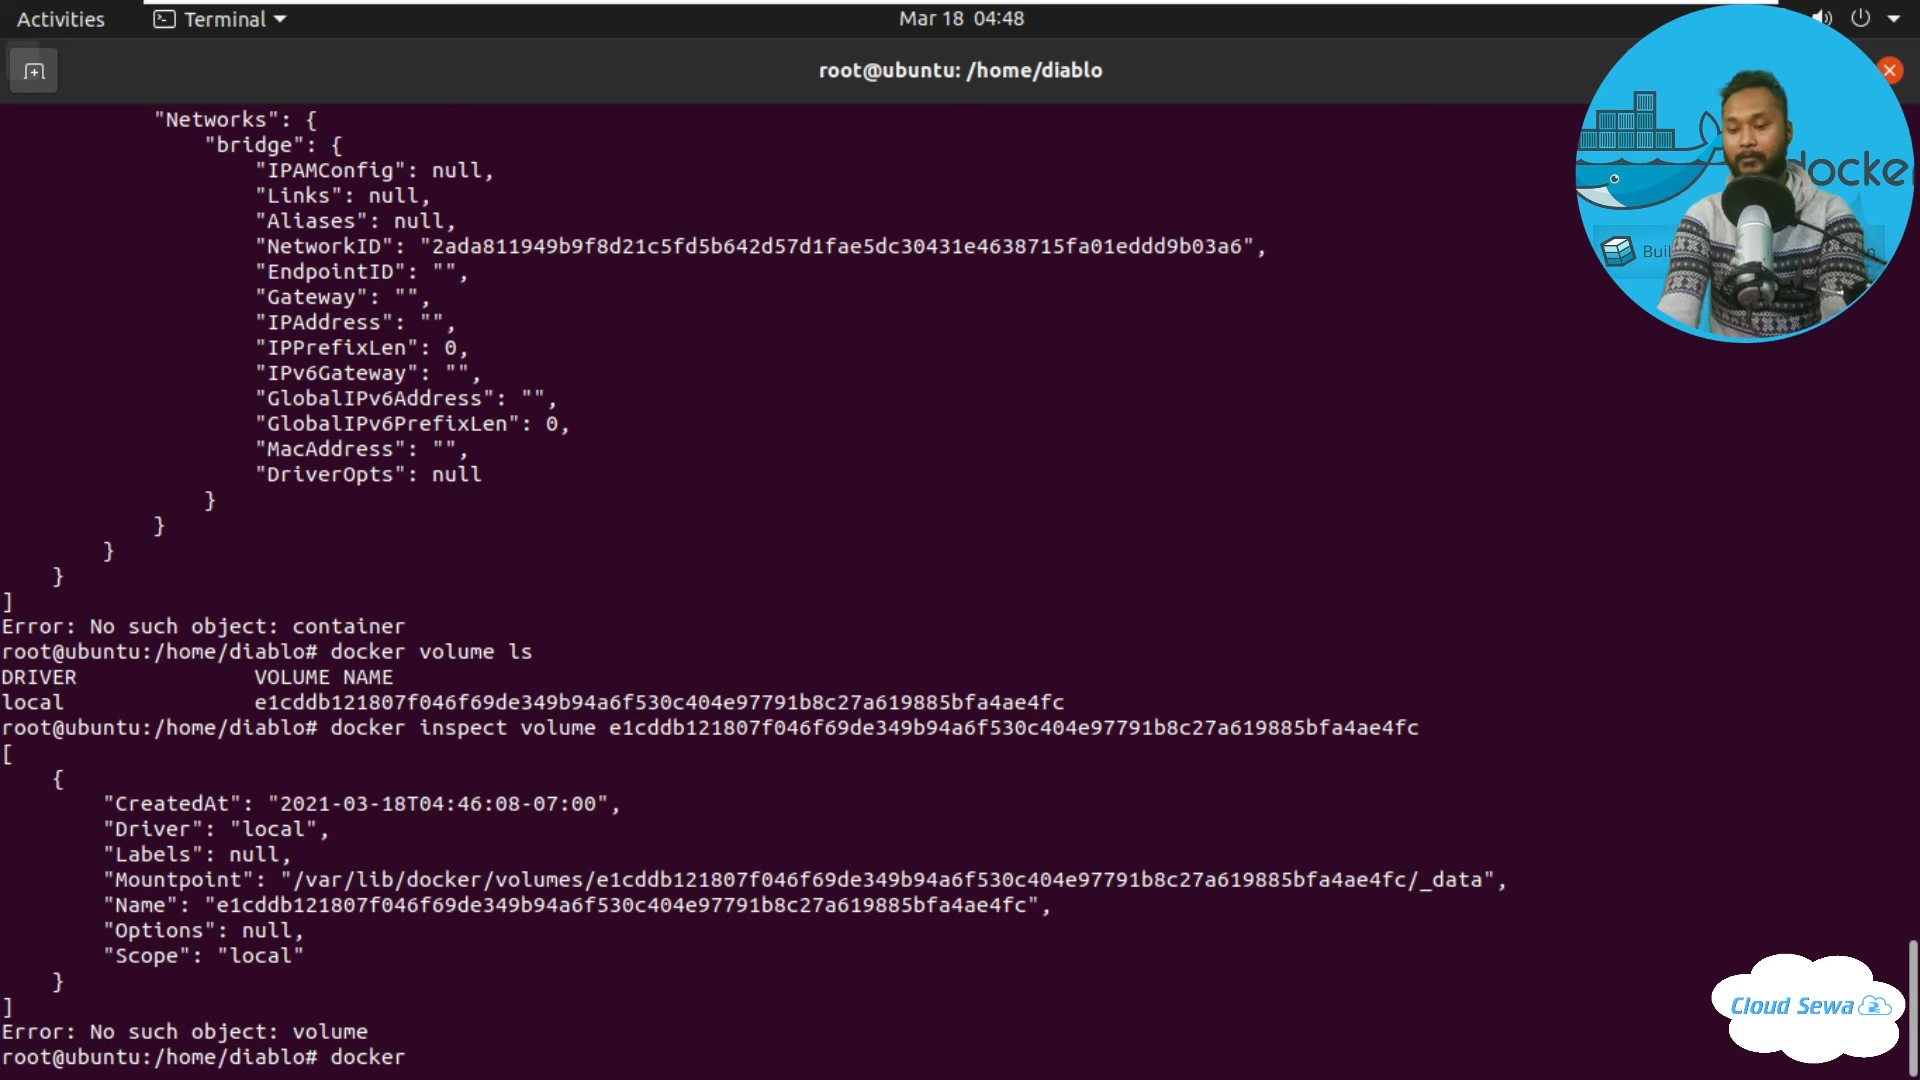 Activities
Terminal
Mar 18 04:48
root@ubuntu: /home/diablo
docke
Buil
"Networks": {
"bridge": {
"IPAMConfig": null,
"Links": null,
"Aliases": null,
"NetworkID": "2ada811949b9f8d21c5fd5b642d57d1fae5dc30431e4638715fa01eddd9b03a6",
"EndpointID": "",
"Gateway": "",
"IPAddress": "",
"IPPrefixLen": 0,
"IPv6Gateway": "",
"GlobalIPv6Address": "",
"GlobalIPv6PrefixLen": 0,
"MacAddress": "",
"DriverOpts": null
}
}
}
}
]
Error: No such object: container
root@ubuntu:/home/diablo# docker volume ls
DRIVER VOLUME NAME
local e1cddb121807f046f69de349b94a6f530c404e97791b8c27a619885bfa4ae4fc
root@ubuntu:/home/diablo# docker inspect volume e1cddb121807f046f69de349b94a6f530c404e97791b8c27a619885bfa4ae4fc
[
{
"CreatedAt": "2021-03-18T04:46:08-07:00",
"Driver": "local",
"Labels": null,
"Mountpoint": "/var/lib/docker/volumes/e1cddb121807f046f69de349b94a6f530c404e97791b8c27a619885bfa4ae4fc/_data",
"Name": "e1cddb121807f046f69de349b94a6f530c404e97791b8c27a619885bfa4ae4fc",
"Options": null,
"Scope": "local"
}
]
Error: No such object: volume
root@ubuntu:/home/diablo# docker
Cloud Sewa